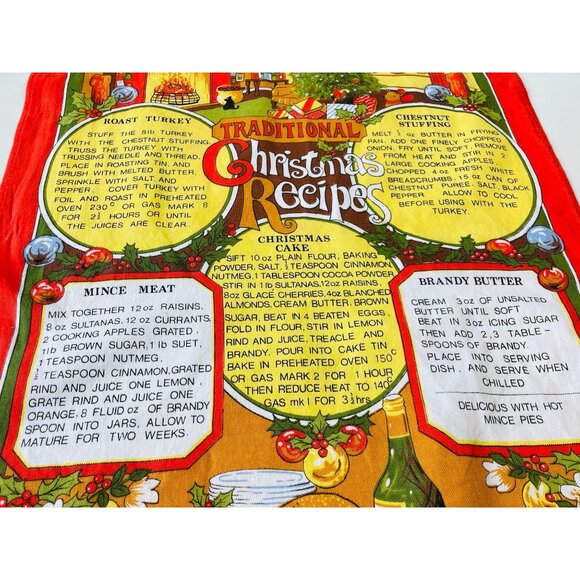 TRADITIONAL
Christmas
Recipes
ROAST TURKEY
STUFF THE 8lb TURKEY
WITH THE CHESTNUT STUFFING.
TRUSS THE TURKEY WITH
TRUSSING NEEDLE AND THREAD.
PLACE IN ROASTING TIN, AND
BRUSH WITH MELTED BUTTER.
SPRINKLE WITH SALT, AND
PEPPER. COVER TURKEY WITH
FOIL AND ROAST IN PREHEATED
OVEN 230° OR GAS MARK 8
FOR 2½ HOURS OR UNTIL
THE JUICES ARE CLEAR.
CHESTNUT
STUFFING
MELT ½ oz BUTTER IN FRYING
PAN. ADD ONE FINELY CHOPPED
ONION, FRY UNTIL SOFT, REMOVE
FROM HEAT AND STIR IN 2
LARGE COOKING APPLES
CHOPPED 4 oz FRESH WHITE
BREADCRUMBS. 15 oz CAN OF
CHESTNUT PUREE. SALT, BLACK
PEPPER. ALLOW TO COOL
BEFORE USING WITH THE
TURKEY.
CHRISTMAS
CAKE
SIFT 10 oz PLAIN FLOUR, BAKING
POWDER, SALT, ½ TEASPOON CINNAMON,
NUTMEG, 1 TABLESPOON COCOA POWDER
STIR IN 1 lb SULTANAS, 12 oz RAISINS.
8 oz GLACE CHERRIES, 4 oz BLANCHED
ALMONDS, CREAM BUTTER. BROWN
SUGAR, BEAT IN 4 BEATEN EGGS.
FOLD IN FLOUR, STIR IN LEMON
RIND AND JUICE, TREACLE AND
BRANDY. POUR INTO CAKE TIN
BAKE IN PREHEATED OVEN 150°C
OR GAS MARK 2 FOR 1 HOUR
THEN REDUCE HEAT TO 140°C
GAS mk 1 FOR 3½ hrs
MINCE MEAT
MIX TOGETHER 12 oz RAISINS.
8 oz SULTANAS, 12 oz CURRANTS,
2 COOKING APPLES GRATED.
1 lb BROWN SUGAR, 1 lb SUET,
1 TEASPOON NUTMEG.
TEASPOON CINNAMON, GRATED
RIND AND JUICE ONE LEMON.
GRATE RIND AND JUICE ONE
ORANGE. 8 FLUID oz OF BRANDY
SPOON INTO JARS, ALLOW TO
MATURE FOR TWO WEEKS.
BRANDY BUTTER
CREAM 3 oz OF UNSALTED
BUTTER UNTIL SOFT
BEAT IN 3 oz ICING SUGAR
THEN ADD 2,3 TABLE-
SPOONS OF BRANDY.
PLACE INTO SERVING
DISH. AND SERVE WHEN
CHILLED
DELICIOUS WITH HOT
MINCE PIES